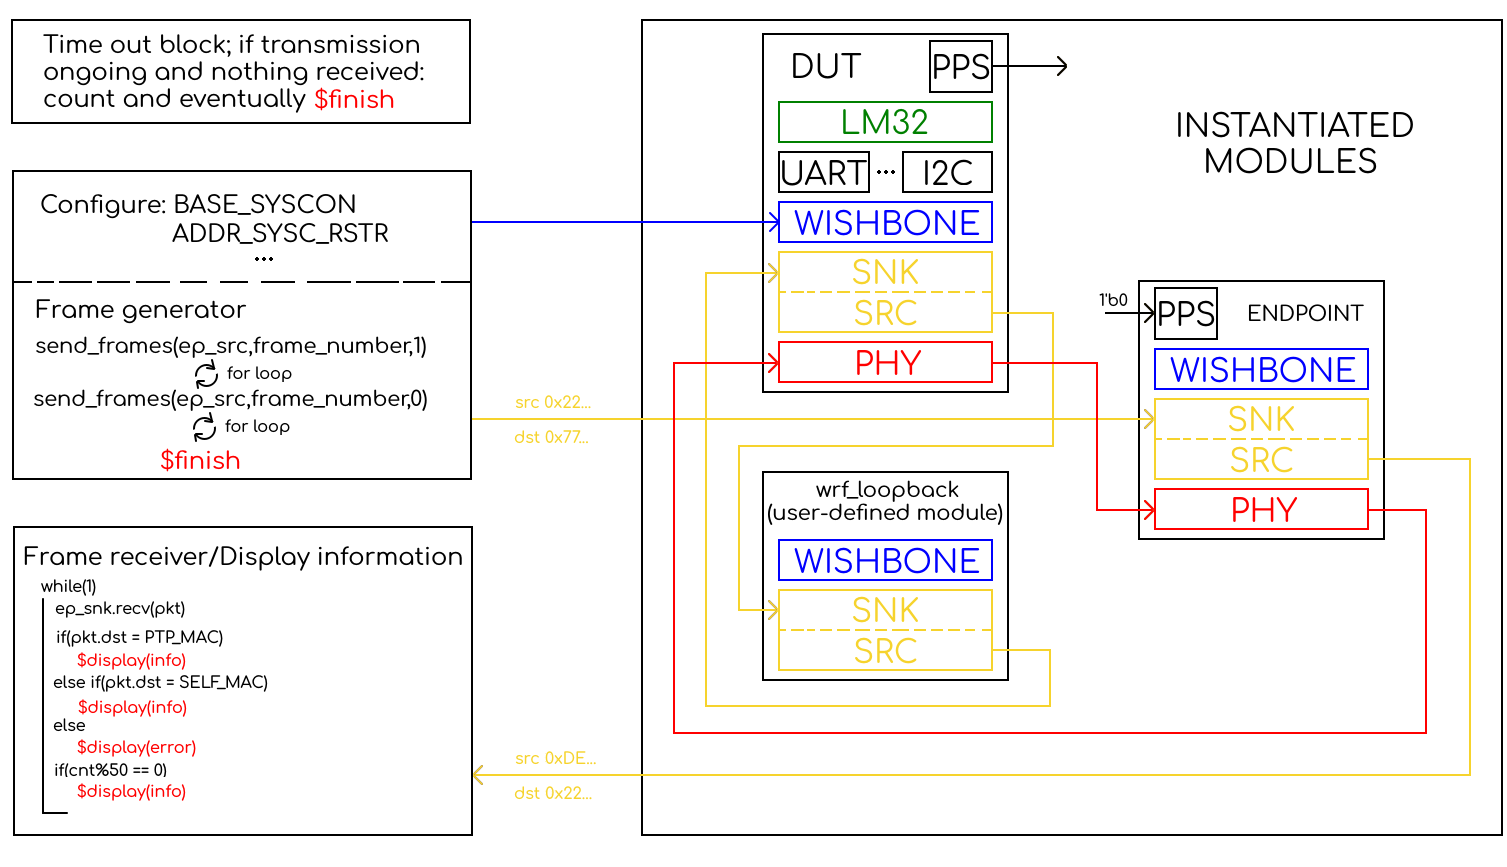 Time out block; if transmission
ongoing and nothing received:
count and eventually $finish
Configure: BASE_SYSCON
ADDR_SYSC_RSTR
...
Frame generator
send_frames(ep_src,frame_number,1)
for loop
send_frames(ep_src,frame_number,0)
for loop
$finish
Frame receiver/Display information
while(1)
ep_snk.recv(pkt)
if(pkt.dst = PTP_MAC)
$display(info)
else if(pkt.dst = SELF_MAC)
$display(info)
else
$display(error)
if(cnt%50 == 0)
$display(info)
src 0x22...
dst 0x77...
src 0xDE...
dst 0x22...
DUT
PPS
LM32
UART ... I2C
WISHBONE
SNK
SRC
PHY
wrf_loopback
(user-defined module)
WISHBONE
SNK
SRC
INSTANTIATED
MODULES
1'b0
PPS
ENDPOINT
WISHBONE
SNK
SRC
PHY